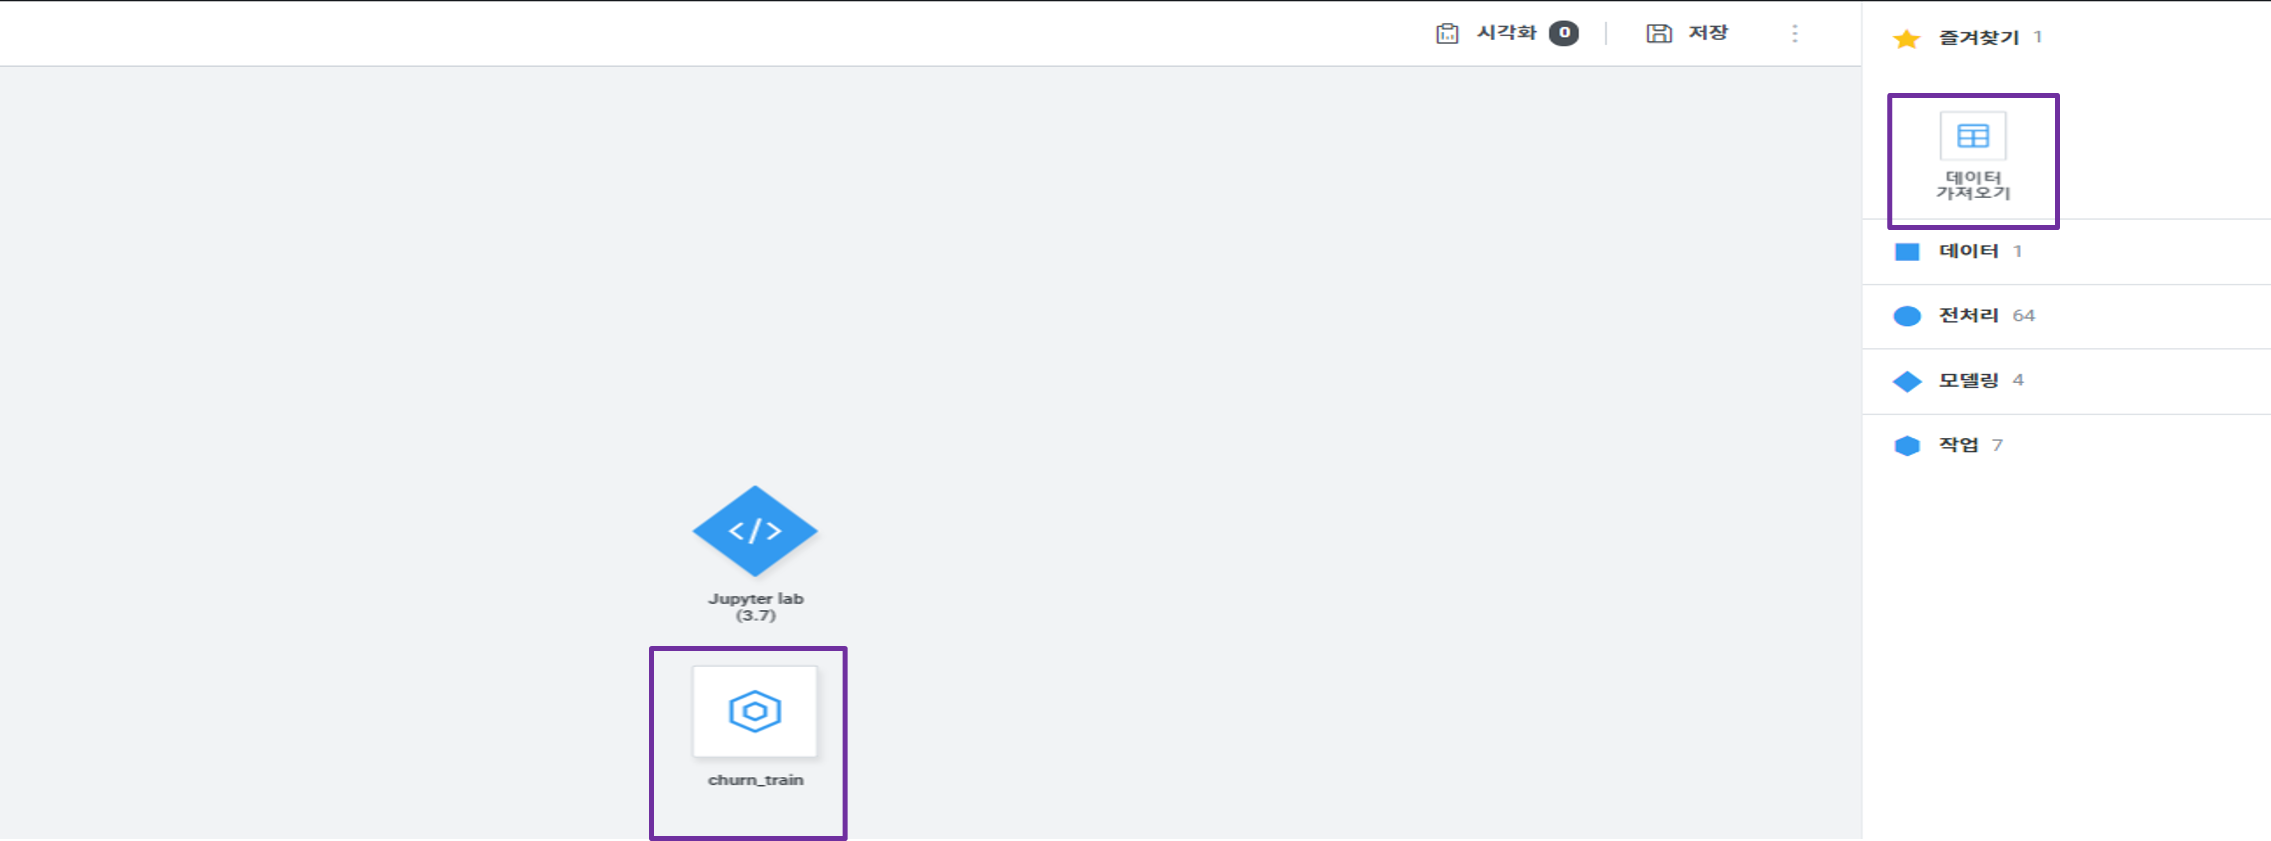 시각화 0
저장
즐겨찾기 1
데이터
가져오기
데이터 1
전처리 64
모델링 4
작업 7
</>
Jupyter lab
(3.7)
churn_train